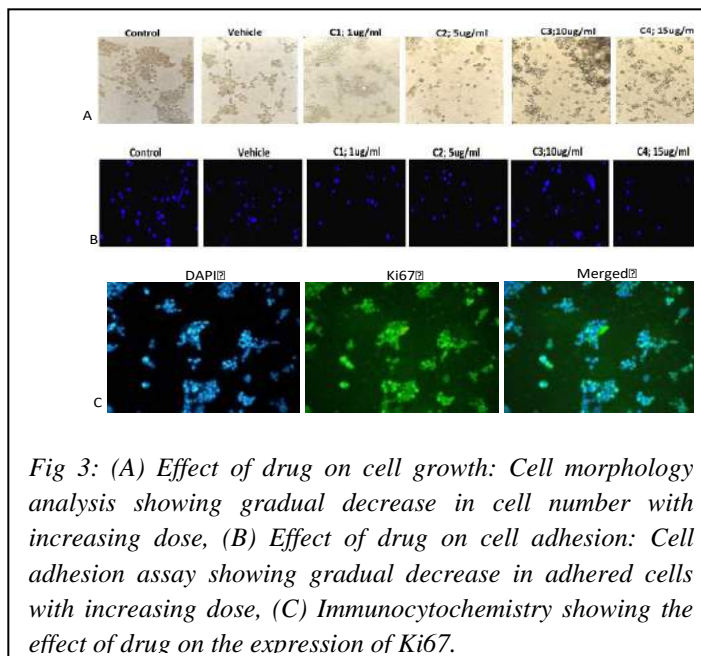 Control Vehicle C1; 1ug/ml C2; 5ug/ml C3;10ug/ml C4; 15ug/ml
A
Control Vehicle C1; 1ug/ml C2; 5ug/ml C3;10ug/ml C4; 15ug/ml
B
DAPI Ki67 Merged
C
Fig 3: (A) Effect of drug on cell growth: Cell morphology
analysis showing gradual decrease in cell number with
increasing dose, (B) Effect of drug on cell adhesion: Cell
adhesion assay showing gradual decrease in adhered cells
with increasing dose, (C) Immunocytochemistry showing the
effect of drug on the expression of Ki67.